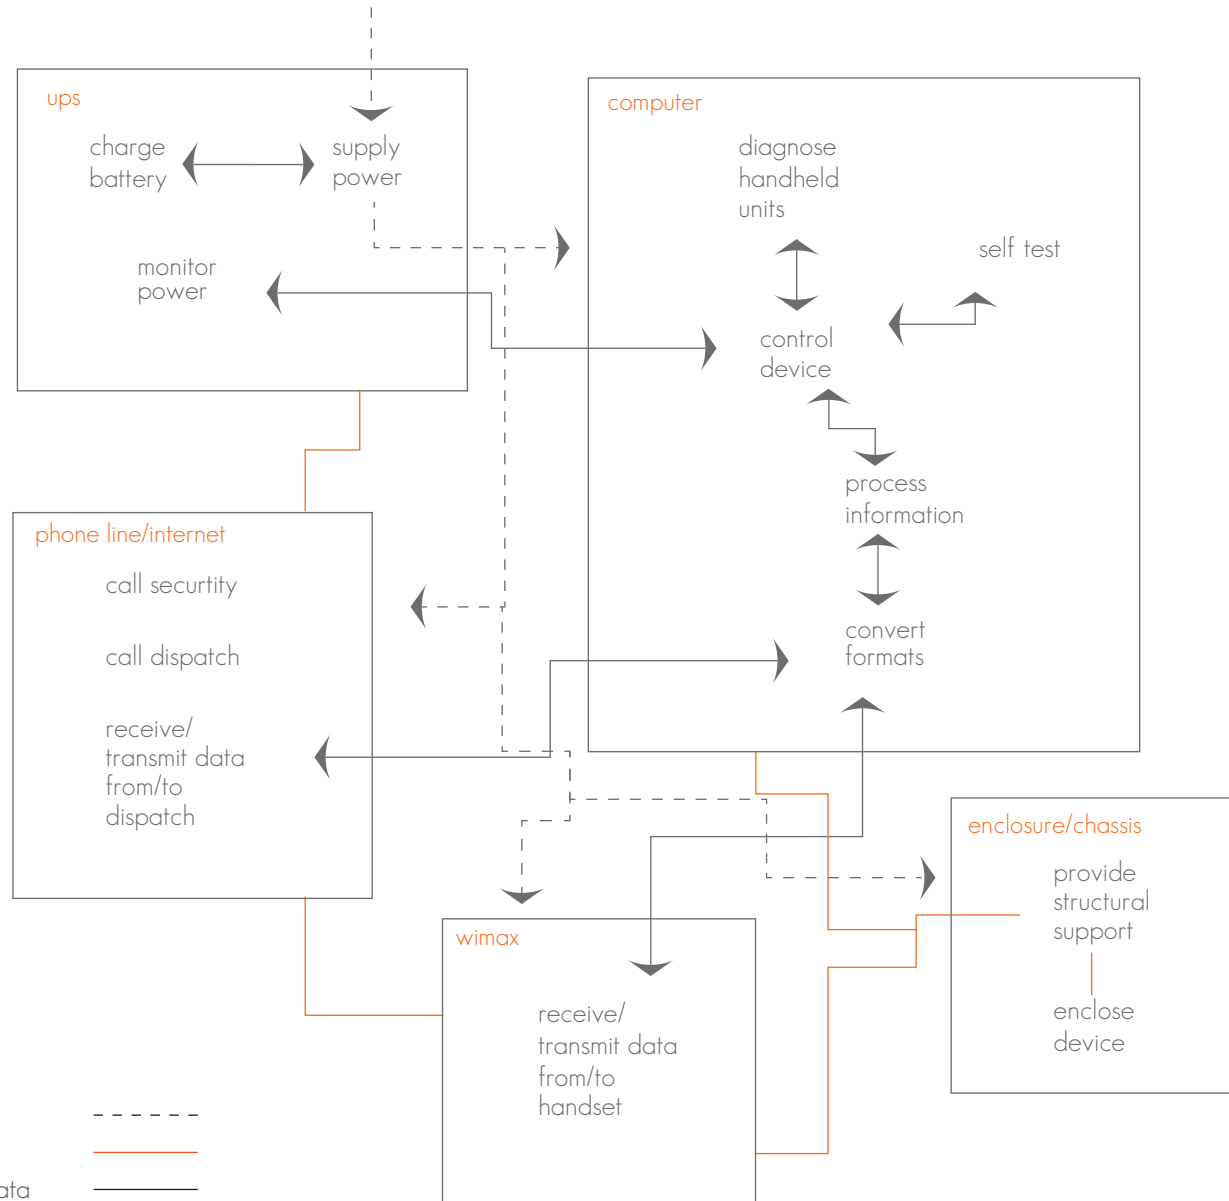 ups
charge
battery
supply
power
monitor
power
computer
diagnose
handheld
units
self test
control
device
process
information
convert
formats
phone line/internet
call securtity
call dispatch
receive/
transmit data
from/to
dispatch
wimax
receive/
transmit data
from/to
handset
enclosure/chassis
provide
structural
support
enclose
device